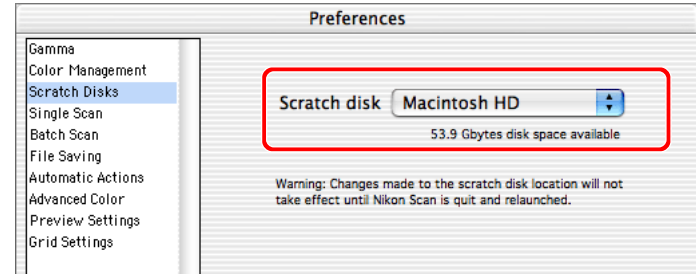 Preferences
Gamma
Color Management
Scratch Disks
Single Scan
Batch Scan
File Saving
Automatic Actions
Advanced Color
Preview Settings
Grid Settings
Scratch disk Macintosh HD
53.9 Gbytes disk space available
Warning: Changes made to the scratch disk location will not
take effect until Nikon Scan is quit and relaunched.